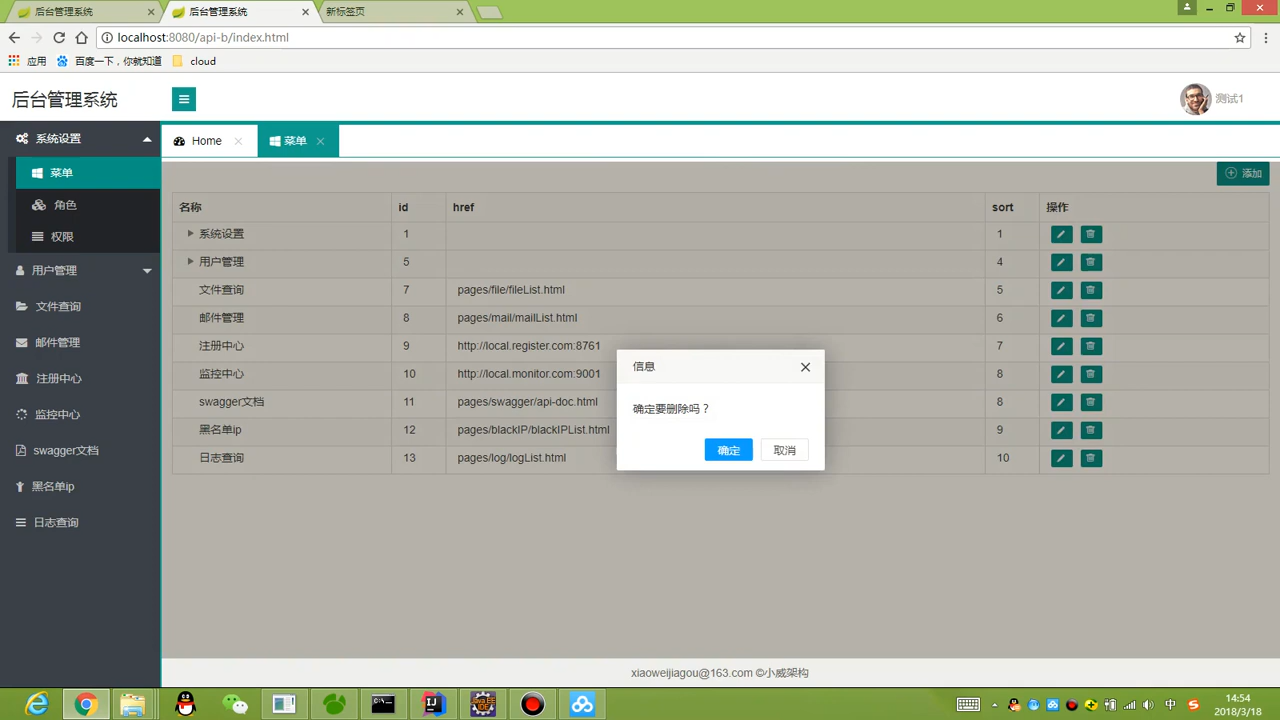 后台管理系统
后台管理系统
新标签页
localhost:8080/api-b/index.html
应用
百度一下，你就知道
cloud
后台管理系统
测试1
系统设置
菜单
角色
权限
用户管理
文件查询
邮件管理
注册中心
监控中心
swagger文档
黑名单ip
日志查询
Home
菜单
添加
名称 id href sort 操作
系统设置 1 1
用户管理 5 4
文件查询 7 pages/file/fileList.html 5
邮件管理 8 pages/mail/mailList.html 6
注册中心 9 http://local.register.com:8761 7
监控中心 10 http://local.monitor.com:9001 8
swagger文档 11 pages/swagger/api-doc.html 8
黑名单ip 12 pages/blackIP/blackIPList.html 9
日志查询 13 pages/log/logList.html 10
信息
确定要删除吗？
确定 取消
xiaoweijiagou@163.com ©小威架构
中
14:54
2018/3/18